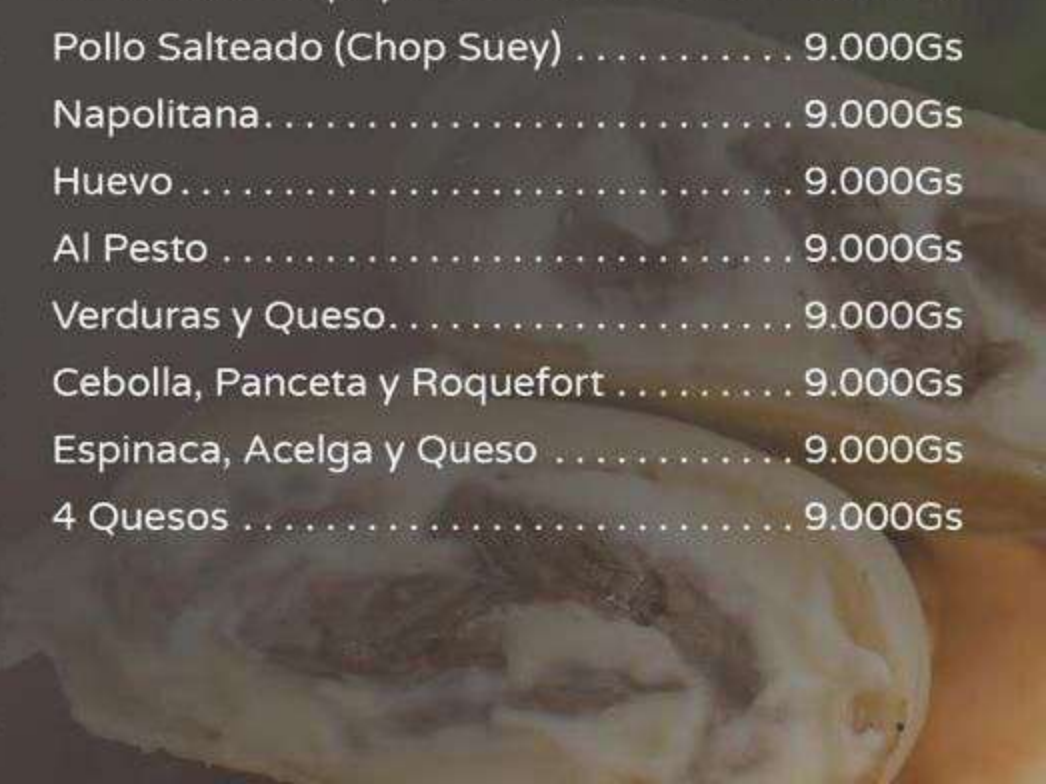 Pollo Salteado (Chop Suey) . . . . . . . . . . . 9.000Gs
Napolitana. . . . . . . . . . . . . . . . . . . . . . . . . . 9.000Gs
Huevo . . . . . . . . . . . . . . . . . . . . . . . . . . . . . . 9.000Gs
Al Pesto . . . . . . . . . . . . . . . . . . . . . . . . . . . . 9.000Gs
Verduras y Queso. . . . . . . . . . . . . . . . . . . . 9.000Gs
Cebolla, Panceta y Roquefort . . . . . . . . . 9.000Gs
Espinaca, Acelga y Queso . . . . . . . . . . . . 9.000Gs
4 Quesos . . . . . . . . . . . . . . . . . . . . . . . . . . . 9.000Gs